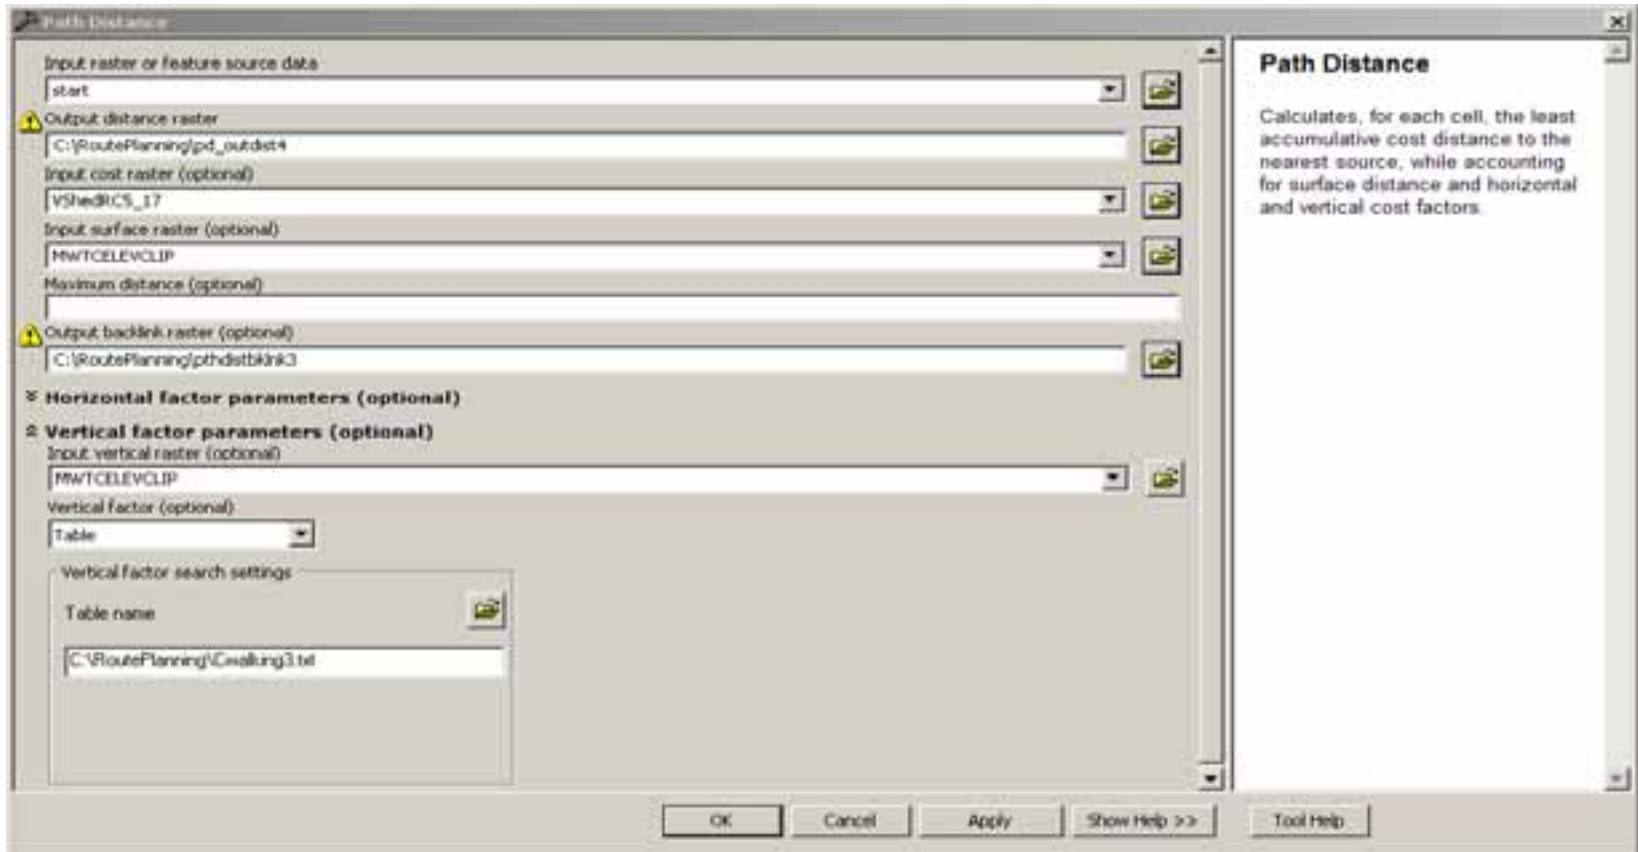 Path Distance
Input raster or feature source data
start
Output distance raster
C:\RoutePlanning\pd_outdist4
Input cost raster (optional)
VShedRC5_17
Input surface raster (optional)
MWTCELEVCLIP
Maximum distance (optional)
Output backlink raster (optional)
C:\RoutePlanning\pthdistbklnk3
Horizontal factor parameters (optional)
Vertical factor parameters (optional)
Input vertical raster (optional)
MWTCELEVCLIP
Vertical factor (optional)
Table
Vertical factor search settings
Table name
C:\RoutePlanning\Cwalking3.txt
OK
Cancel
Apply
Show Help >>
Path Distance
Calculates, for each cell, the least
accumulative cost distance to the
nearest source, while accounting
for surface distance and horizontal
and vertical cost factors.
Tool Help